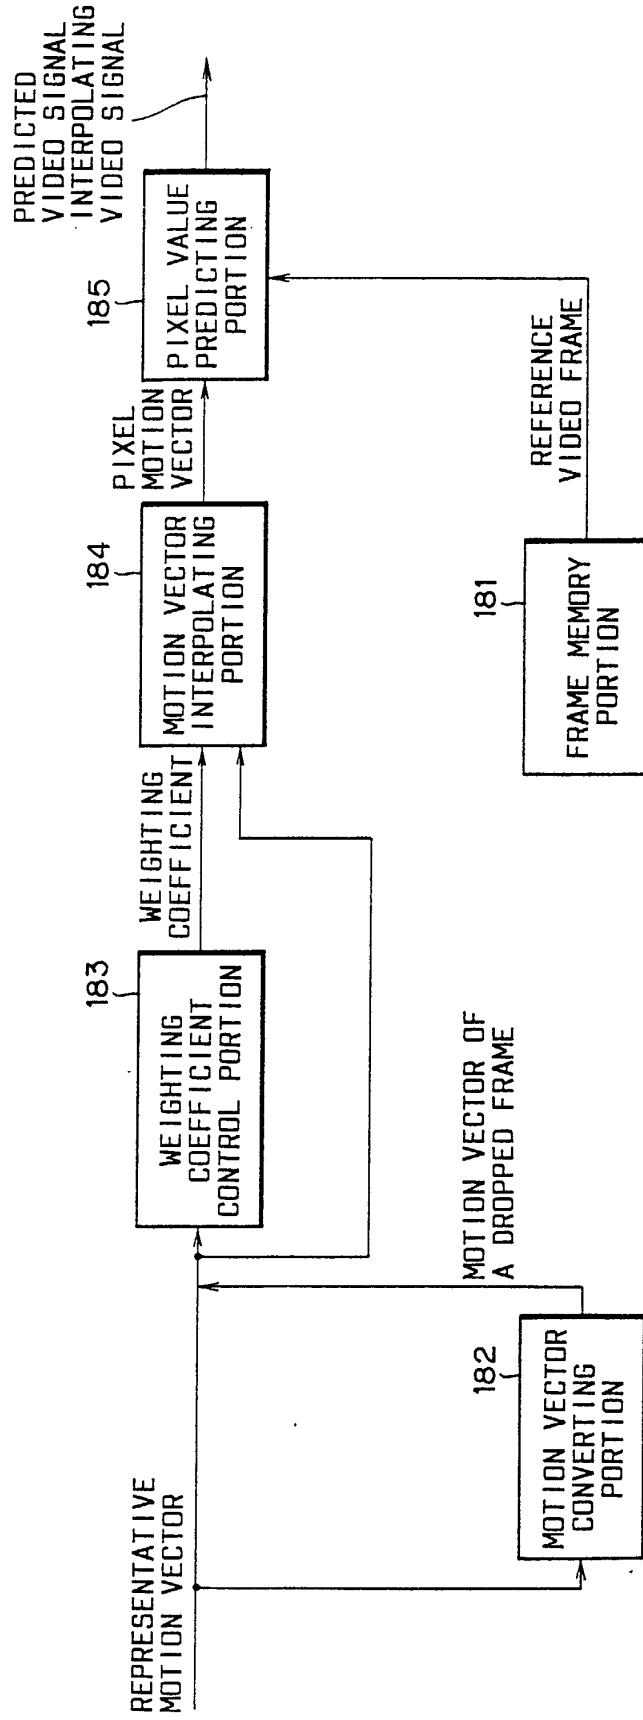 REPRESENTATIVE
MOTION VECTOR
182
MOTION VECTOR
CONVERTING
PORTION
MOTION VECTOR OF
A DROPPED FRAME
183
WEIGHTING
COEFFICIENT
CONTROL PORTION
WEIGHTING
COEFFICIENT
184
MOTION VECTOR
INTERPOLATING
PORTION
PIXEL
MOTION
VECTOR
181
FRAME MEMORY
PORTION
REFERENCE
VIDEO FRAME
185
PIXEL VALUE
PREDICTING
PORTION
PREDICTED
VIDEO SIGNAL
INTERPOLATING
VIDEO SIGNAL